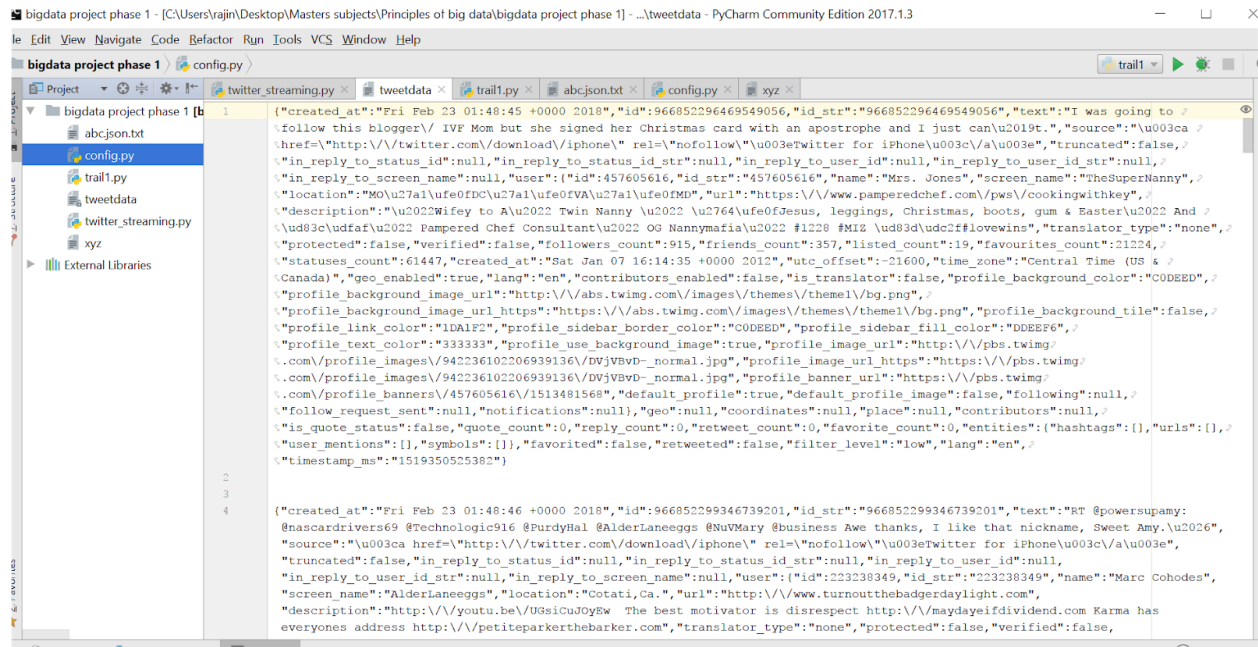 bigdata project phase 1 - [C:\Users\rajin\Desktop\Masters subjects\Principles of big data\bigdata project phase 1] - ...\tweetdata - PyCharm Community Edition 2017.1.3
le Edit View Navigate Code Refactor Run Tools VCS Window Help
bigdata project phase 1 config.py trail1
Project twitter_streaming.py tweetdata trail1.py abc.json.txt config.py xyz
bigdata project phase 1 [b
abc.json.txt
config.py
trail1.py
tweetdata
twitter_streaming.py
xyz
External Libraries
1 {"created_at":"Fri Feb 23 01:48:45 +0000 2018","id":966852296469549056,"id_str":"966852296469549056","text":"I was going to
follow this blogger\/ IVF Mom but she signed her Christmas card with an apostrophe and I just can\u2019t.","source":"\u003ca
href=\"http:\/\/twitter.com\/download\/iphone\" rel=\"nofollow\"\u003eTwitter for iPhone\u003c\/a\u003e","truncated":false,
"in_reply_to_status_id":null,"in_reply_to_status_id_str":null,"in_reply_to_user_id":null,"in_reply_to_user_id_str":null,
"in_reply_to_screen_name":null,"user":{"id":457605616,"id_str":"457605616","name":"Mrs. Jones","screen_name":"TheSuperNanny",
"location":"MO\u27a1\ufe0fDC\u27a1\ufe0fVA\u27a1\ufe0fMD","url":"https:\/\/www.pamperedchef.com\/pws\/cookingwithkey",
"description":"\u2022Wifey to A\u2022 Twin Nanny \u2022 \u2764\ufe0fJesus, leggings, Christmas, boots, gum & Easter\u2022 And
\ud83c\udfaf\u2022 Pampered Chef Consultant\u2022 OG Nannymafia\u2022 #1228 #MIZ \ud83d\udc2f#lovewins","translator_type":"none",
"protected":false,"verified":false,"followers_count":915,"friends_count":357,"listed_count":19,"favourites_count":21224,
"statuses_count":61447,"created_at":"Sat Jan 07 16:14:35 +0000 2012","utc_offset":-21600,"time_zone":"Central Time (US &
Canada)","geo_enabled":true,"lang":"en","contributors_enabled":false,"is_translator":false,"profile_background_color":"C0DEED",
"profile_background_image_url":"http:\/\/abs.twimg.com\/images\/themes\/theme1\/bg.png",
"profile_background_image_url_https":"https:\/\/abs.twimg.com\/images\/themes\/theme1\/bg.png","profile_background_tile":false,
"profile_link_color":"1DA1F2","profile_sidebar_border_color":"C0DEED","profile_sidebar_fill_color":"DDEEF6",
"profile_text_color":"333333","profile_use_background_image":true,"profile_image_url":"http:\/\/pbs.twimg
.com\/profile_images\/942236102206939136\/DVjVBvD-_normal.jpg","profile_image_url_https":"https:\/\/pbs.twimg
.com\/profile_images\/942236102206939136\/DVjVBvD-_normal.jpg","profile_banner_url":"https:\/\/pbs.twimg
.com\/profile_banners\/457605616\/1513481568","default_profile":true,"default_profile_image":false,"following":null,
"follow_request_sent":null,"notifications":null},"geo":null,"coordinates":null,"place":null,"contributors":null,
"is_quote_status":false,"quote_count":0,"reply_count":0,"retweet_count":0,"favorite_count":0,"entities":{"hashtags":[],"urls":[],
"user_mentions":[],"symbols":[]},"favorited":false,"retweeted":false,"filter_level":"low","lang":"en",
"timestamp_ms":"1519350525382"}
2
3
4 {"created_at":"Fri Feb 23 01:48:46 +0000 2018","id":966852299346739201,"id_str":"966852299346739201","text":"RT @powersupamy:
@nascardrivers69 @Technologic916 @PurdyHal @AlderLaneeggs @NuVMary @business Awe thanks, I like that nickname, Sweet Amy.\u2026",
"source":"\u003ca href=\"http:\/\/twitter.com\/download\/iphone\" rel=\"nofollow\"\u003eTwitter for iPhone\u003c\/a\u003e",
"truncated":false,"in_reply_to_status_id":null,"in_reply_to_status_id_str":null,"in_reply_to_user_id":null,
"in_reply_to_user_id_str":null,"in_reply_to_screen_name":null,"user":{"id":223238349,"id_str":"223238349","name":"Marc Cohodes",
"screen_name":"AlderLaneeggs","location":"Cotati,Ca.","url":"http:\/\/www.turnoutthebadgerdaylight.com",
"description":"http:\/\/youtu.be\/UGsiCuJOyEw The best motivator is disrespect http:\/\/maydayeifdividend.com Karma has
everyones address http:\/\/petiteparkerthebarker.com","translator_type":"none","protected":false,"verified":false,